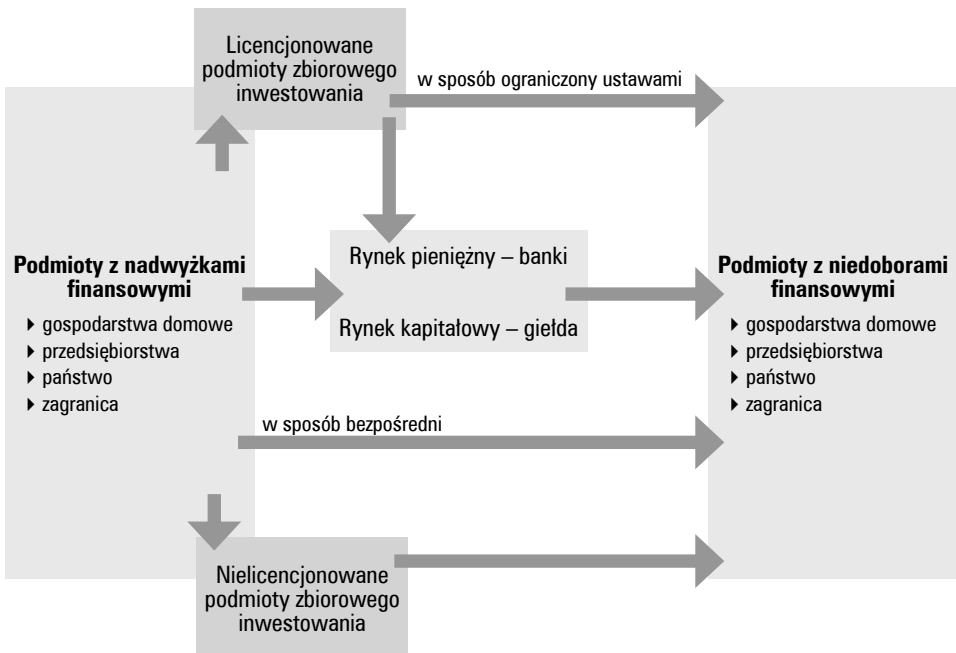 Licencjonowane
podmioty zbiorowego
inwestowania
w sposób ograniczony ustawami
Podmioty z nadwyżkami
finansowymi
gospodarstwa domowe
przedsiębiorstwa
państwo
zagranica
Rynek pieniężny – banki
Rynek kapitałowy – giełda
Podmioty z niedoborami
finansowymi
gospodarstwa domowe
przedsiębiorstwa
państwo
zagranica
w sposób bezpośredni
Nielicencjonowane
podmioty zbiorowego
inwestowania